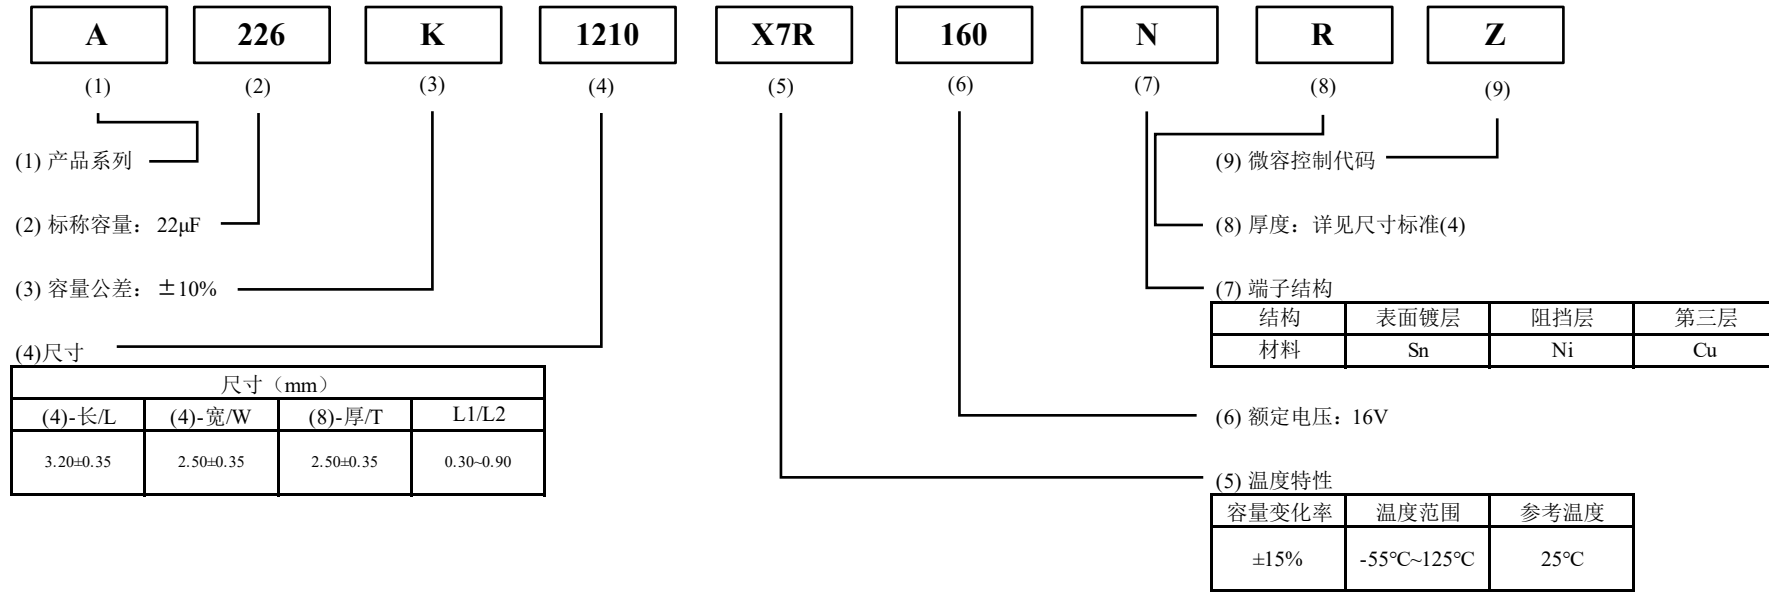 A 226 K 1210 X7R 160 N R Z
(1) (2) (3) (4) (5) (6) (7) (8) (9)
(1) 产品系列
(2) 标称容量：22μF
(3) 容量公差：±10%
(4)尺寸
尺寸（mm）
(4)-长/L (4)-宽/W (8)-厚/T L1/L2
3.20±0.35 2.50±0.35 2.50±0.35 0.30~0.90
(9) 微容控制代码
(8) 厚度：详见尺寸标准(4)
(7) 端子结构
结构 表面镀层 阻挡层 第三层
材料 Sn Ni Cu
(6) 额定电压：16V
(5) 温度特性
容量变化率 温度范围 参考温度
±15% -55℃~125℃ 25℃